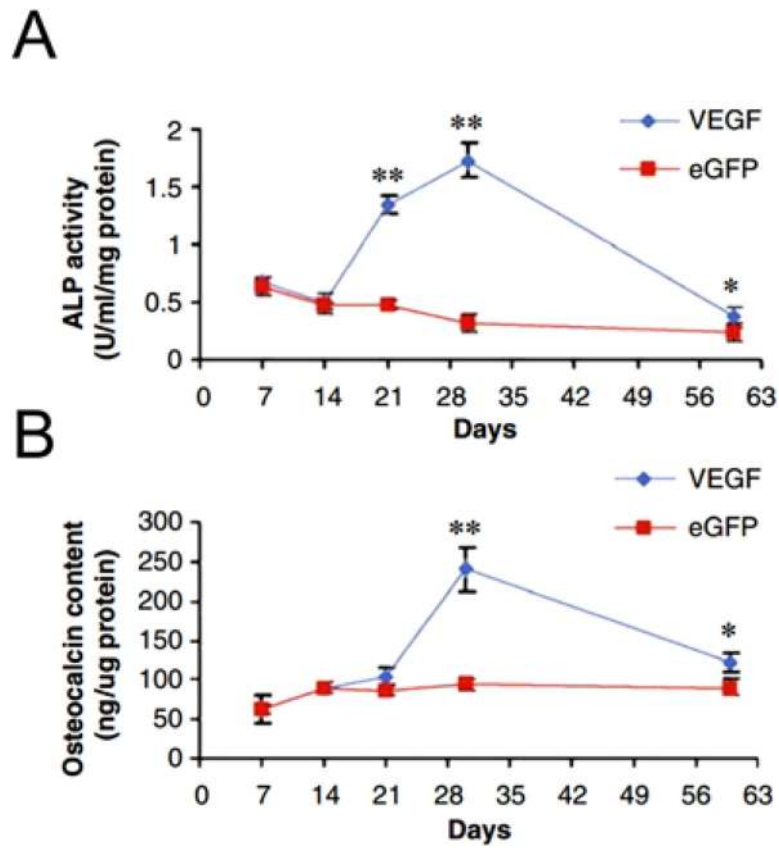 A
VEGF
eGFP
ALP activity
(U/ml/mg protein)
2
1.5
1
0.5
0
**
**
*
0 7 14 21 28 35 42 49 56 63
Days
B
VEGF
eGFP
Osteocalcin content
(ng/ug protein)
300
250
200
150
100
50
0
**
*
0 7 14 21 28 35 42 49 56 63
Days